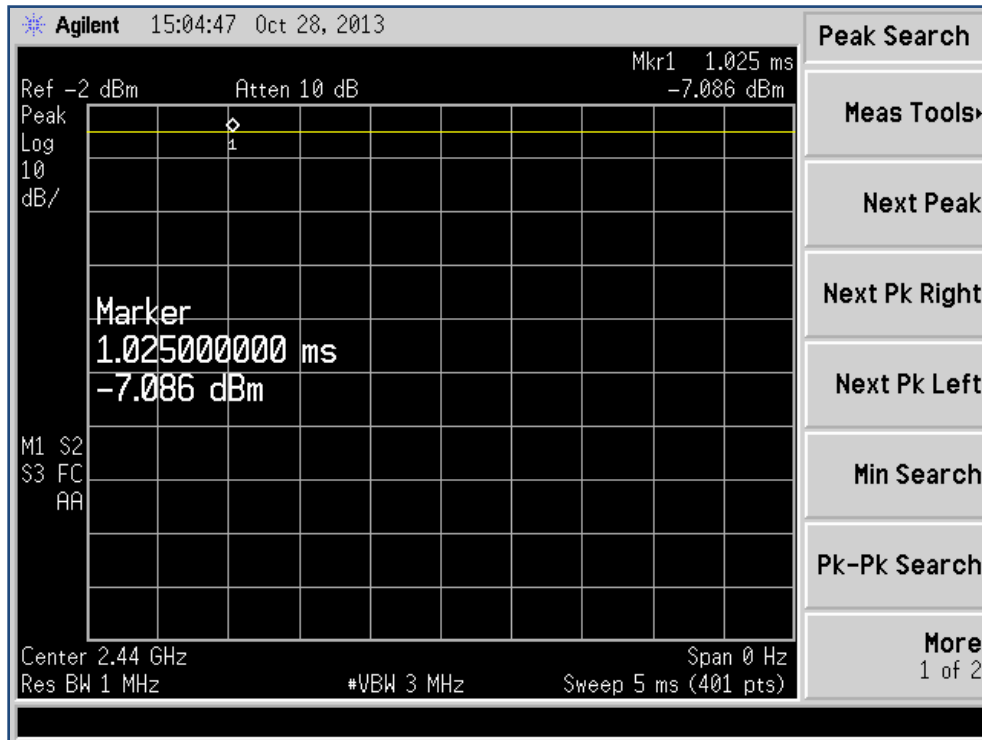 Agilent 15:04:47 Oct 28, 2013
Mkr1 1.025 ms
Ref -2 dBm Atten 10 dB -7.086 dBm
Peak
Log
10
dB/
1
Marker
1.025000000 ms
-7.086 dBm
M1 S2
S3 FC
AA
Center 2.44 GHz Span 0 Hz
Res BW 1 MHz #VBW 3 MHz Sweep 5 ms (401 pts)
Peak Search
Meas Tools
Next Peak
Next Pk Right
Next Pk Left
Min Search
Pk-Pk Search
More
1 of 2